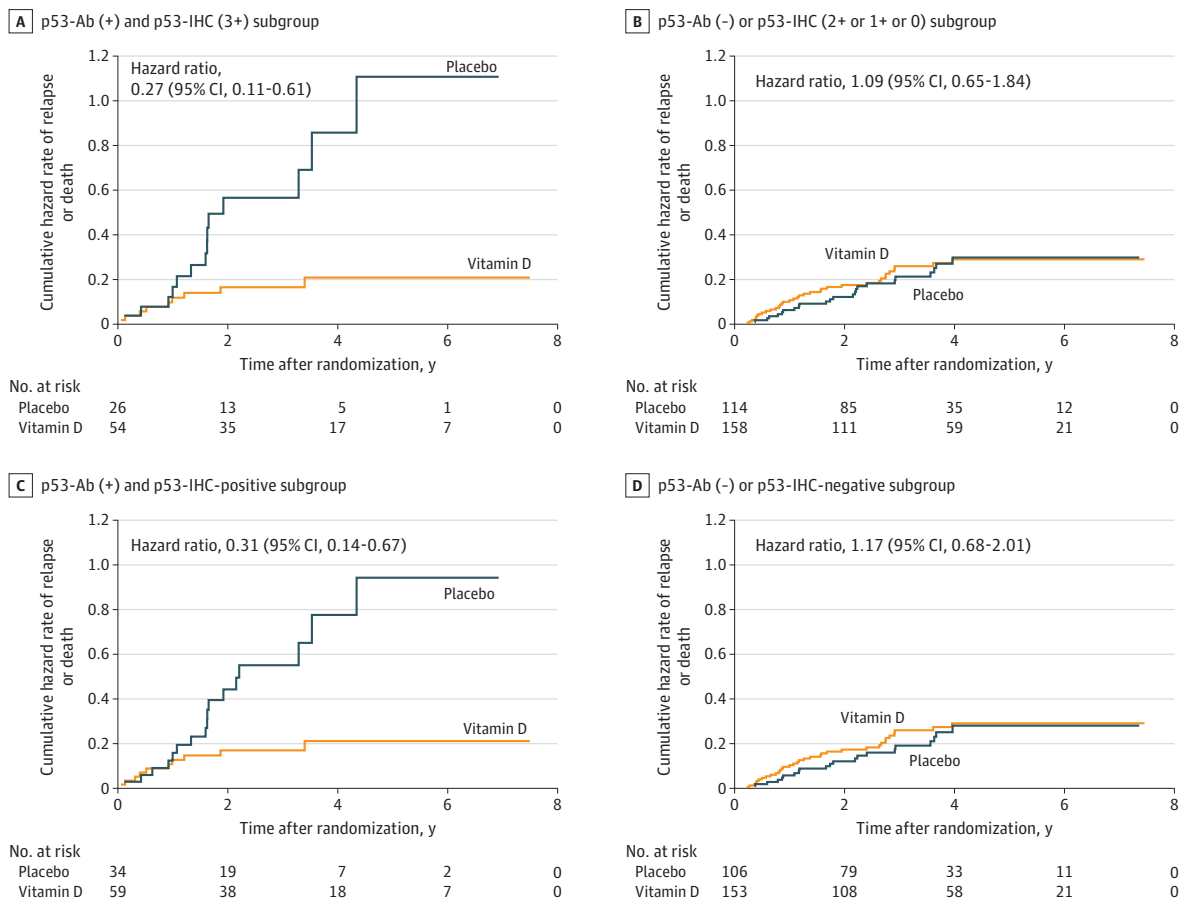 A p53-Ab (+) and p53-IHC (3+) subgroup
Cumulative hazard rate of relapse
or death
1.2
1.0
0.8
0.6
0.4
0.2
0
Hazard ratio,
0.27 (95% CI, 0.11-0.61)
Placebo
Vitamin D
0 2 4 6 8
Time after randomization, y
No. at risk
Placebo 26 13 5 1 0
Vitamin D 54 35 17 7 0
B p53-Ab (-) or p53-IHC (2+ or 1+ or 0) subgroup
Cumulative hazard rate of relapse
or death
1.2
1.0
0.8
0.6
0.4
0.2
0
Hazard ratio, 1.09 (95% CI, 0.65-1.84)
Vitamin D
Placebo
0 2 4 6 8
Time after randomization, y
No. at risk
Placebo 114 85 35 12 0
Vitamin D 158 111 59 21 0
C p53-Ab (+) and p53-IHC-positive subgroup
Cumulative hazard rate of relapse
or death
1.2
1.0
0.8
0.6
0.4
0.2
0
Hazard ratio, 0.31 (95% CI, 0.14-0.67)
Placebo
Vitamin D
0 2 4 6 8
Time after randomization, y
No. at risk
Placebo 34 19 7 2 0
Vitamin D 59 38 18 7 0
D p53-Ab (-) or p53-IHC-negative subgroup
Cumulative hazard rate of relapse
or death
1.2
1.0
0.8
0.6
0.4
0.2
0
Hazard ratio, 1.17 (95% CI, 0.68-2.01)
Vitamin D
Placebo
0 2 4 6 8
Time after randomization, y
No. at risk
Placebo 106 79 33 11 0
Vitamin D 153 108 58 21 0